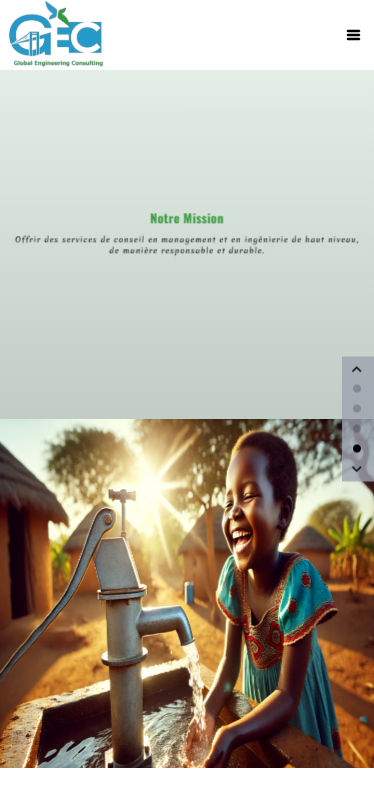 GEC
Global Engineering Consulting
Notre Mission
Offrir des services de conseil en management et en ingénierie de haut niveau,
de manière responsable et durable.